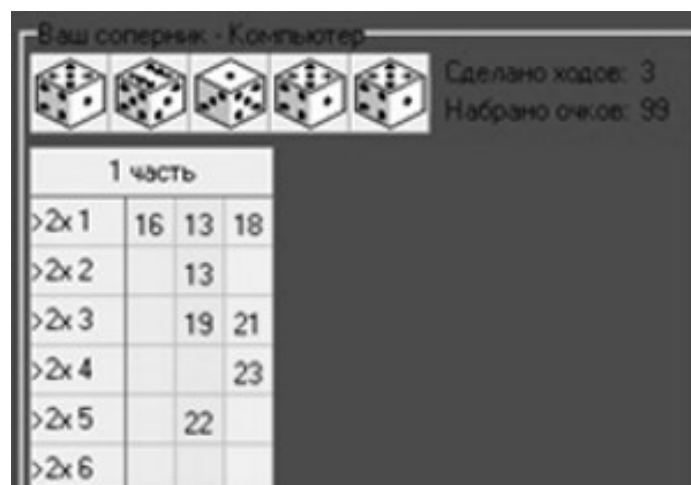 Ваш соперник - Компьютер
Сделано ходов: 3
Набрано очков: 99
1 часть
>2x 1 16 13 18
>2x 2 13
>2x 3 19 21
>2x 4 23
>2x 5 22
>2x 6